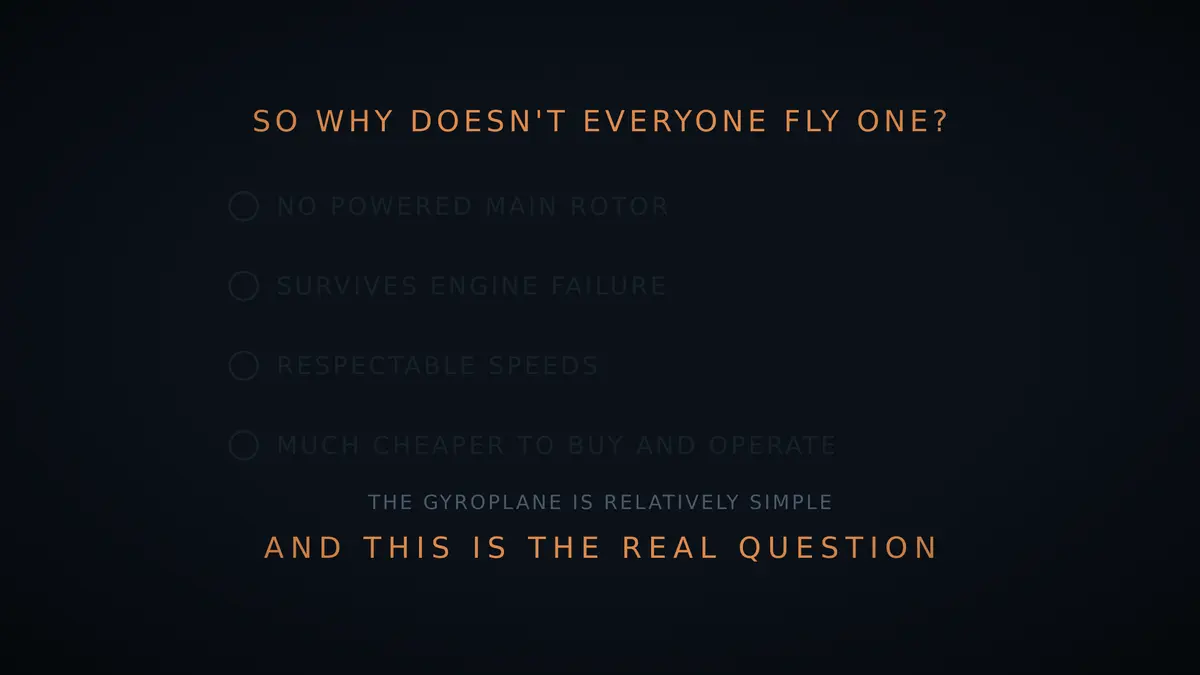 SO WHY DOESN'T EVERYONE FLY ONE?
NO POWERED MAIN ROTOR
SURVIVES ENGINE FAILURE
RESPECTABLE SPEEDS
MUCH CHEAPER TO BUY AND OPERATE
THE GYROPLANE IS RELATIVELY SIMPLE
AND THIS IS THE REAL QUESTION